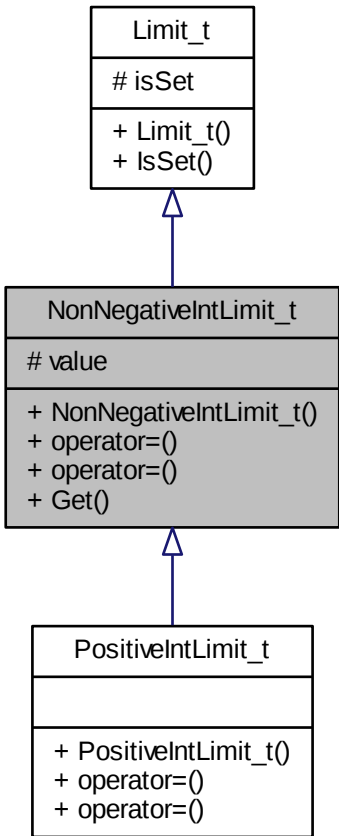 Limit_t
# isSet
+ Limit_t()
+ IsSet()
NonNegativeIntLimit_t
# value
+ NonNegativeIntLimit_t()
+ operator=()
+ operator=()
+ Get()
PositiveIntLimit_t
+ PositiveIntLimit_t()
+ operator=()
+ operator=()